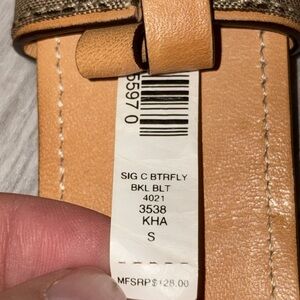 5597 0
SIG C BTRFLY
BKL BLT
4021
3538
KHA
S
MFSRP$128.00